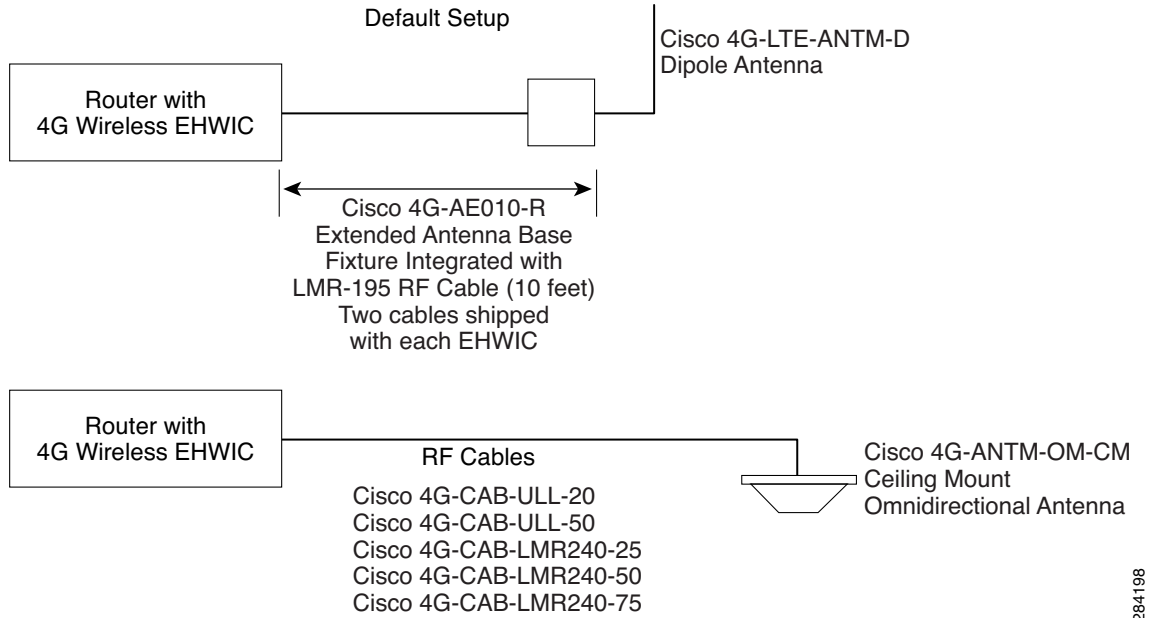 Default Setup
Cisco 4G-LTE-ANTM-D
Dipole Antenna
Router with
4G Wireless EHWIC
Cisco 4G-AE010-R
Extended Antenna Base
Fixture Integrated with
LMR-195 RF Cable (10 feet)
Two cables shipped
with each EHWIC
Router with
4G Wireless EHWIC
RF Cables
Cisco 4G-CAB-ULL-20
Cisco 4G-CAB-ULL-50
Cisco 4G-CAB-LMR240-25
Cisco 4G-CAB-LMR240-50
Cisco 4G-CAB-LMR240-75
Cisco 4G-ANTM-OM-CM
Ceiling Mount
Omnidirectional Antenna
284198